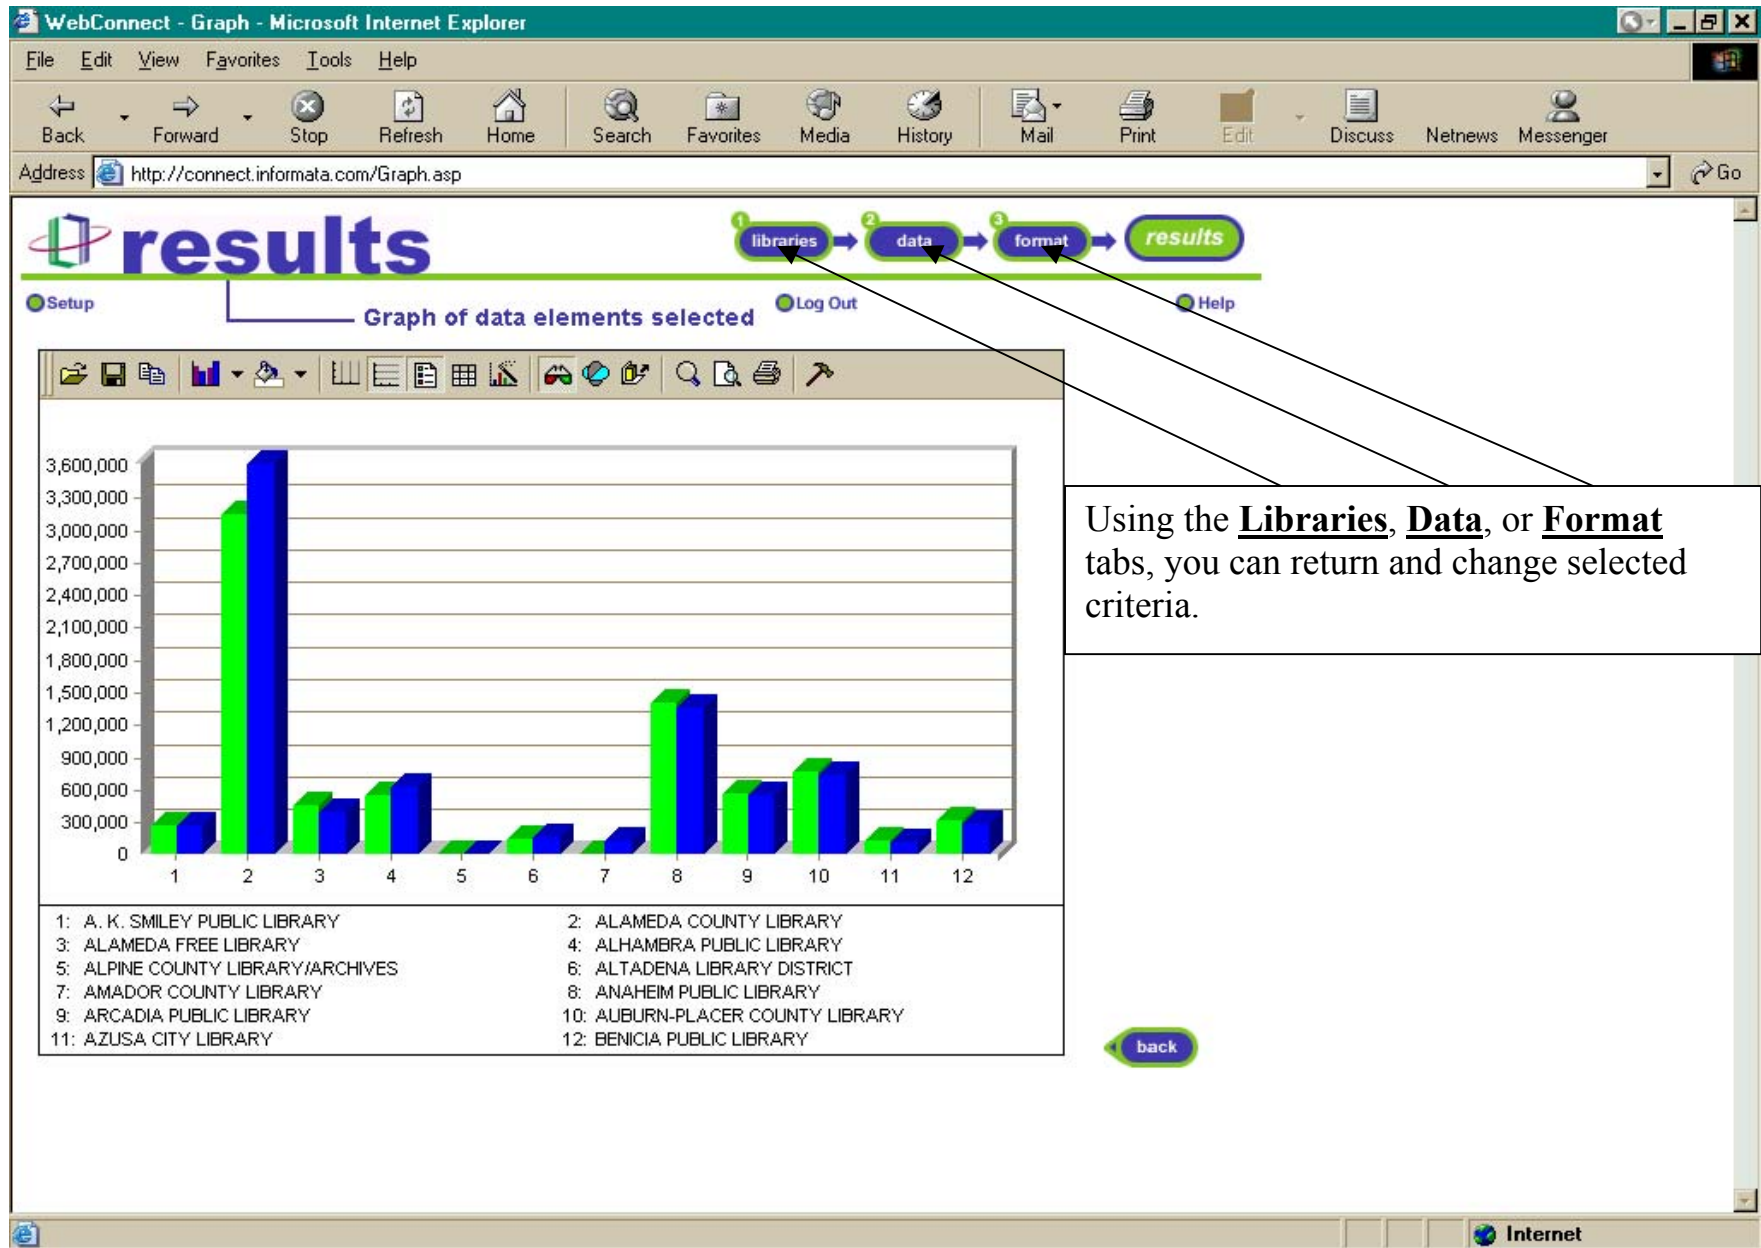 WebConnect - Graph - Microsoft Internet Explorer
File Edit View Favorites Tools Help
Back Forward Stop Refresh Home Search Favorites Media History Mail Print Edit Discuss Netnews Messenger
Address http://connect.informata.com/Graph.asp Go
results 1 libraries 2 data 3 format results
Setup Graph of data elements selected Log Out Help
3,600,000
3,300,000
3,000,000
2,700,000
2,400,000
2,100,000
1,800,000
1,500,000
1,200,000
900,000
600,000
300,000
0
1 2 3 4 5 6 7 8 9 10 11 12
Using the Libraries, Data, or Format
tabs, you can return and change selected
criteria.
1: A. K. SMILEY PUBLIC LIBRARY 2: ALAMEDA COUNTY LIBRARY
3: ALAMEDA FREE LIBRARY 4: ALHAMBRA PUBLIC LIBRARY
5: ALPINE COUNTY LIBRARY/ARCHIVES 6: ALTADENA LIBRARY DISTRICT
7: AMADOR COUNTY LIBRARY 8: ANAHEIM PUBLIC LIBRARY
9: ARCADIA PUBLIC LIBRARY 10: AUBURN-PLACER COUNTY LIBRARY
11: AZUSA CITY LIBRARY 12: BENICIA PUBLIC LIBRARY
back
Internet